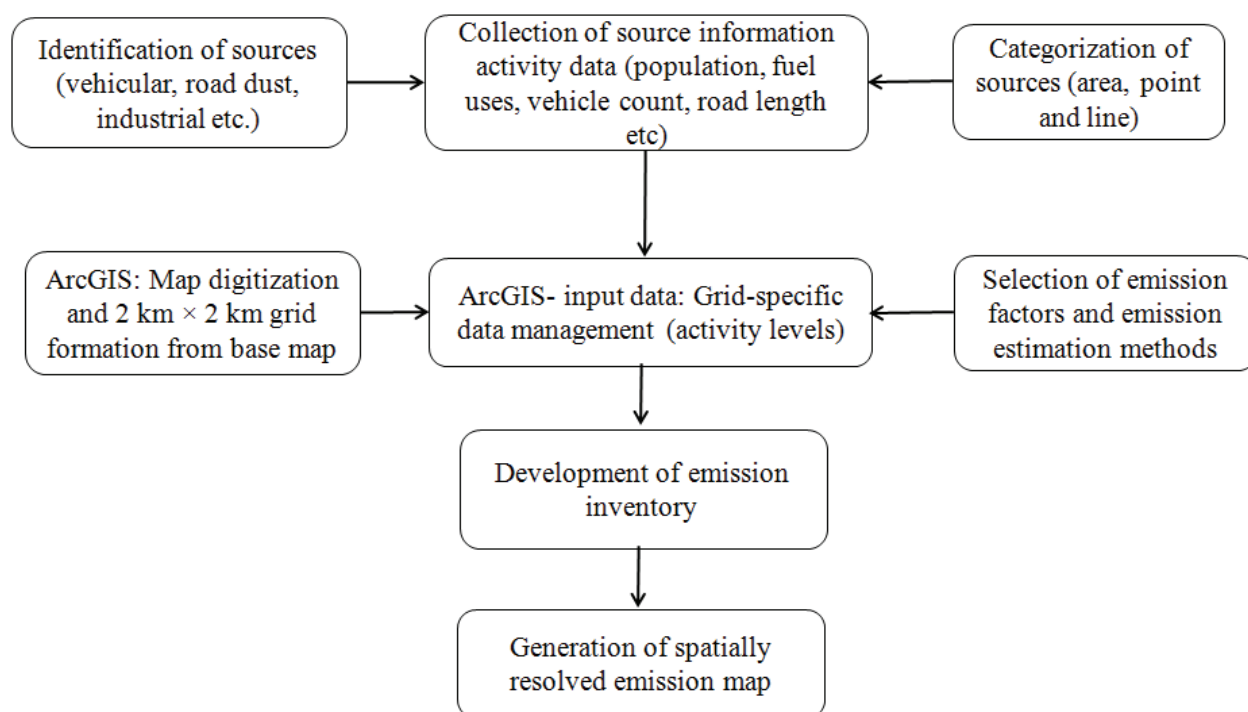 Identification of sources
(vehicular, road dust,
industrial etc.)
Collection of source information
activity data (population, fuel
uses, vehicle count, road length
etc)
Categorization of
sources (area, point
and line)
ArcGIS: Map digitization
and 2 km × 2 km grid
formation from base map
ArcGIS- input data: Grid-specific
data management (activity levels)
Selection of emission
factors and emission
estimation methods
Development of emission
inventory
Generation of spatially
resolved emission map